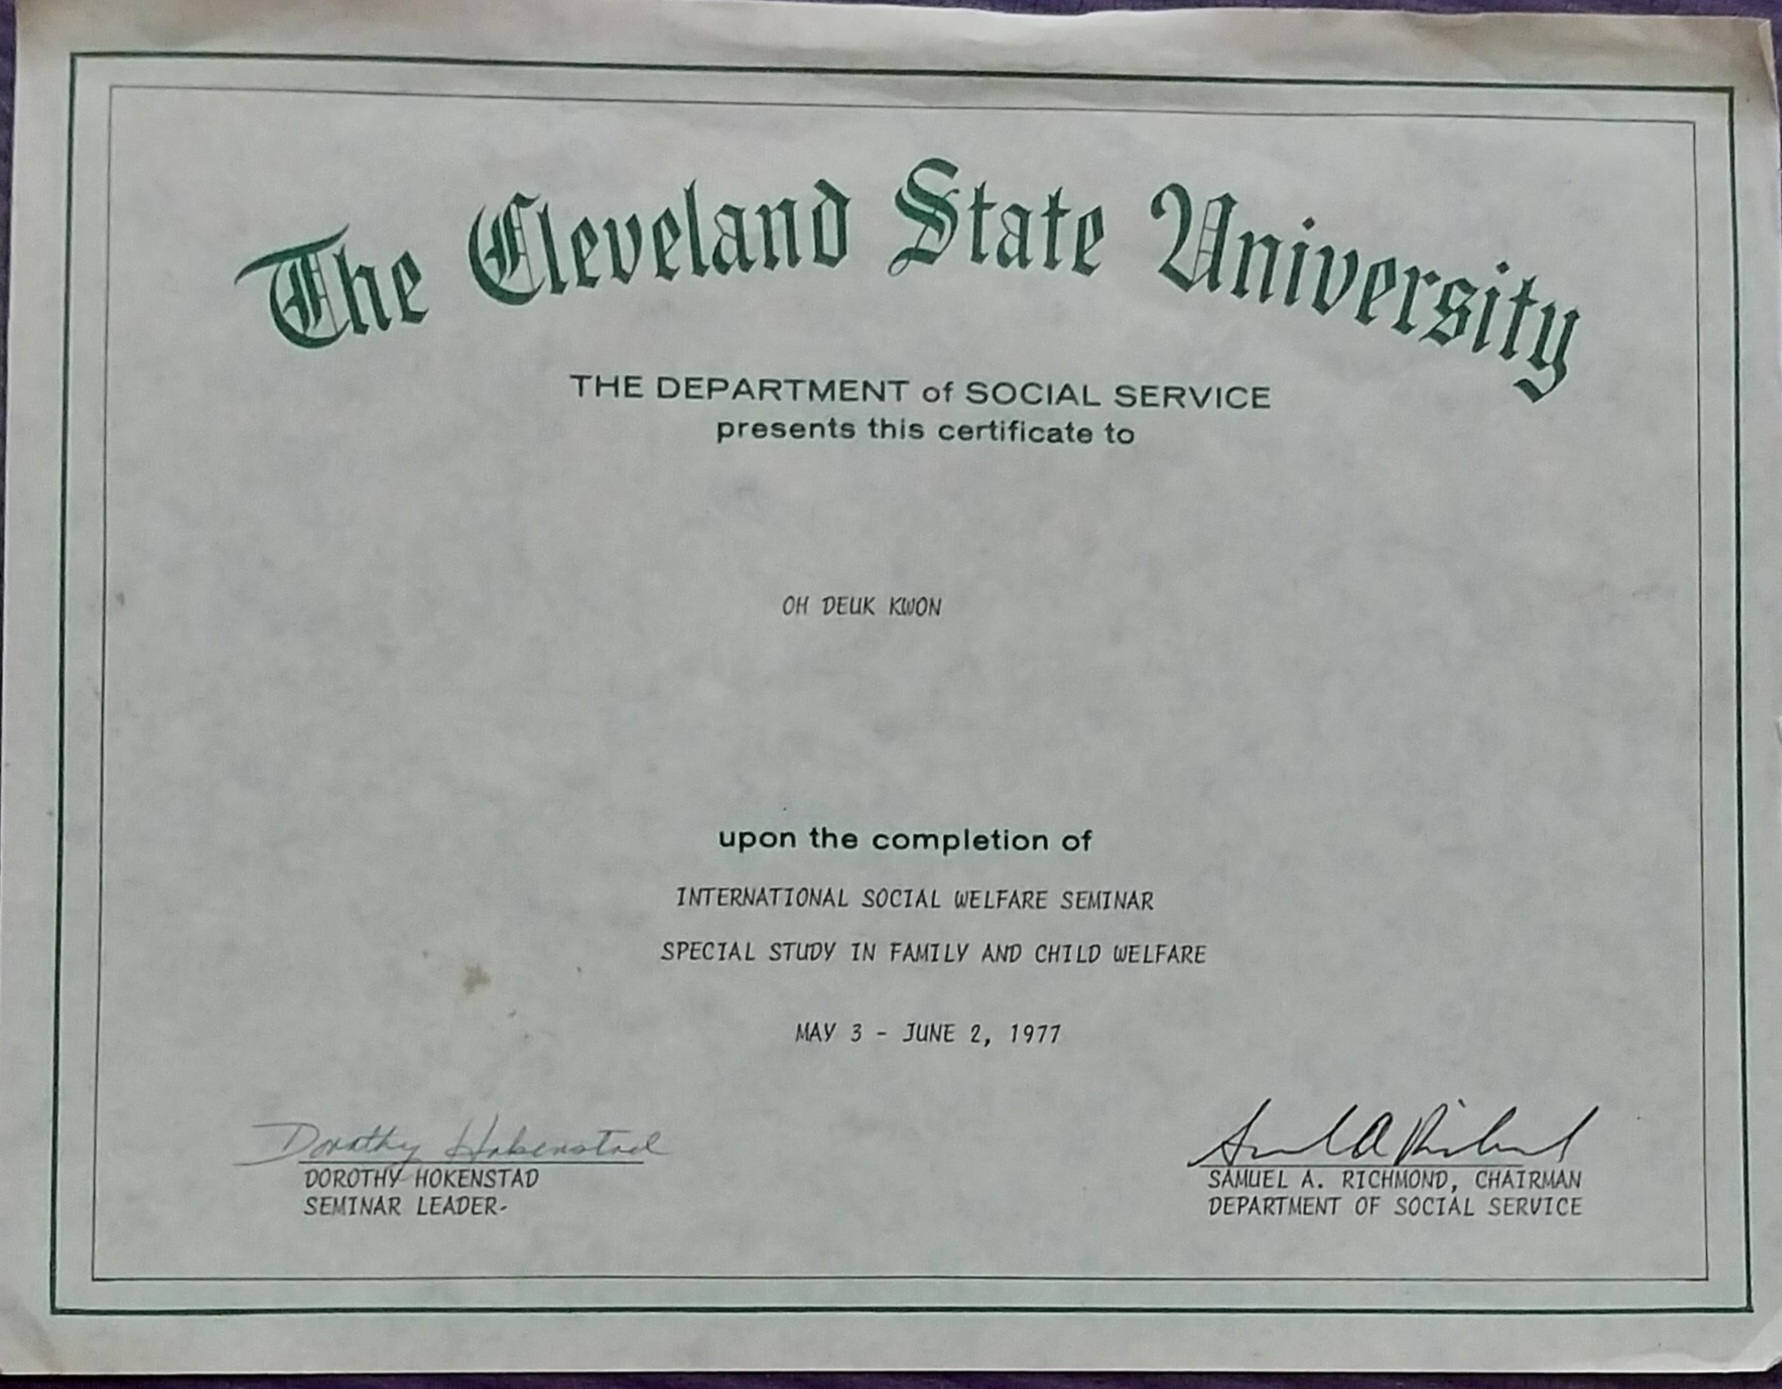 The Cleveland State University
THE DEPARTMENT of SOCIAL SERVICE
presents this certificate to
OH DEUK KWON
upon the completion of
INTERNATIONAL SOCIAL WELFARE SEMINAR
SPECIAL STUDY IN FAMILY AND CHILD WELFARE
MAY 3 - JUNE 2, 1977
Dorothy Hokenstad
DOROTHY HOKENSTAD
SEMINAR LEADER-
Samuel A Richmond
SAMUEL A. RICHMOND, CHAIRMAN
DEPARTMENT OF SOCIAL SERVICE